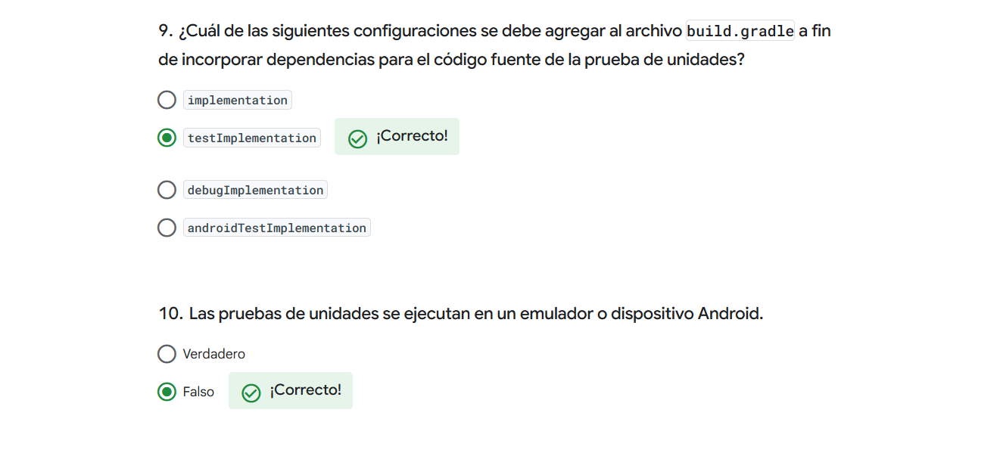 9. ¿Cuál de las siguientes configuraciones se debe agregar al archivo build.gradle a fin
de incorporar dependencias para el código fuente de la prueba de unidades?
implementation
testImplementation ¡Correcto!
debugImplementation
androidTestImplementation
10. Las pruebas de unidades se ejecutan en un emulador o dispositivo Android.
Verdadero
Falso ¡Correcto!